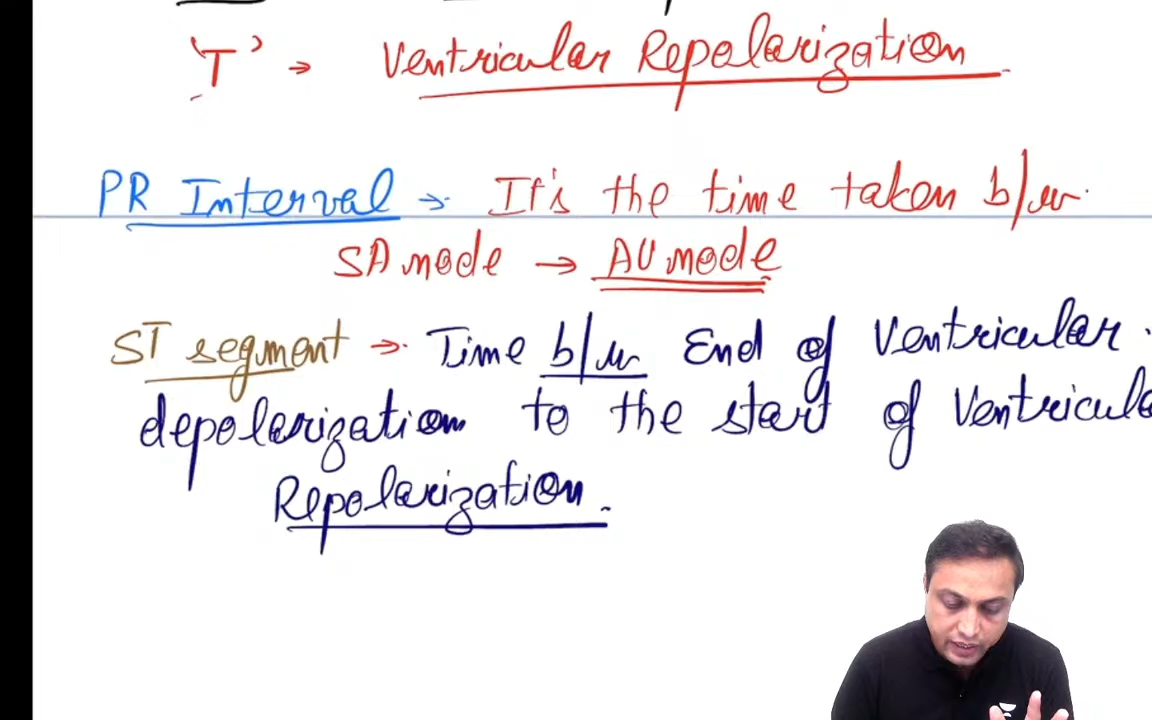 'T' → Ventricular Repolarization
PR Interval → It's the time taken b/w
SA node → AV node
ST segment → Time b/w End of Ventricular
depolarization to the start of Ventricula
Repolarization.